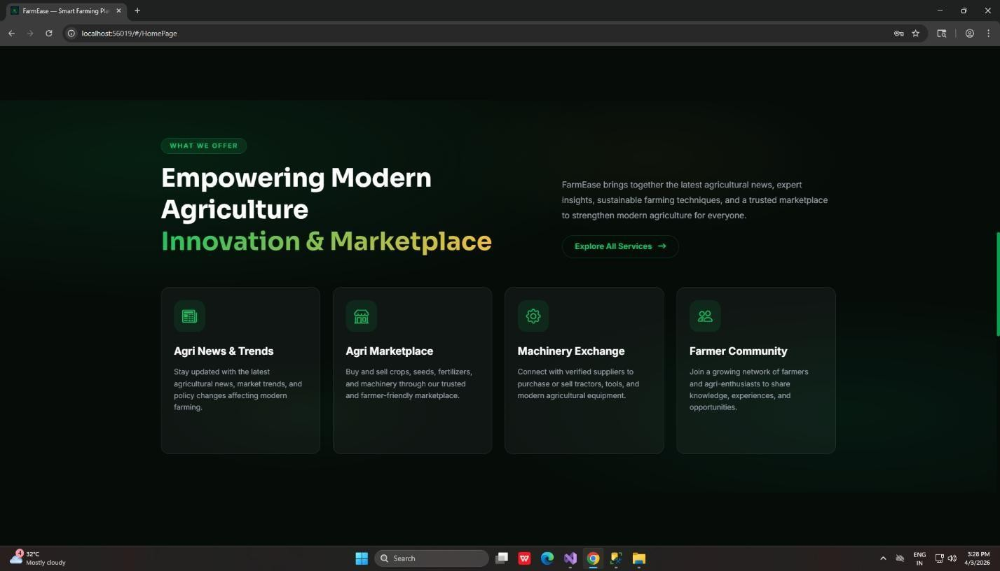 FarmEase — Smart Farming Pla
localhost:56019/#/HomePage
WHAT WE OFFER
Empowering Modern
Agriculture
Innovation & Marketplace
FarmEase brings together the latest agricultural news, expert
insights, sustainable farming techniques, and a trusted marketplace
to strengthen modern agriculture for everyone.
Explore All Services →
Agri News & Trends
Stay updated with the latest
agricultural news, market trends, and
policy changes affecting modern
farming.
Agri Marketplace
Buy and sell crops, seeds, fertilizers,
and machinery through our trusted
and farmer-friendly marketplace.
Machinery Exchange
Connect with verified suppliers to
purchase or sell tractors, tools, and
modern agricultural equipment.
Farmer Community
Join a growing network of farmers
and agri-enthusiasts to share
knowledge, experiences, and
opportunities.
4
32°C
Mostly cloudy
Search
W
ENG
IN
3:28 PM
4/3/2026